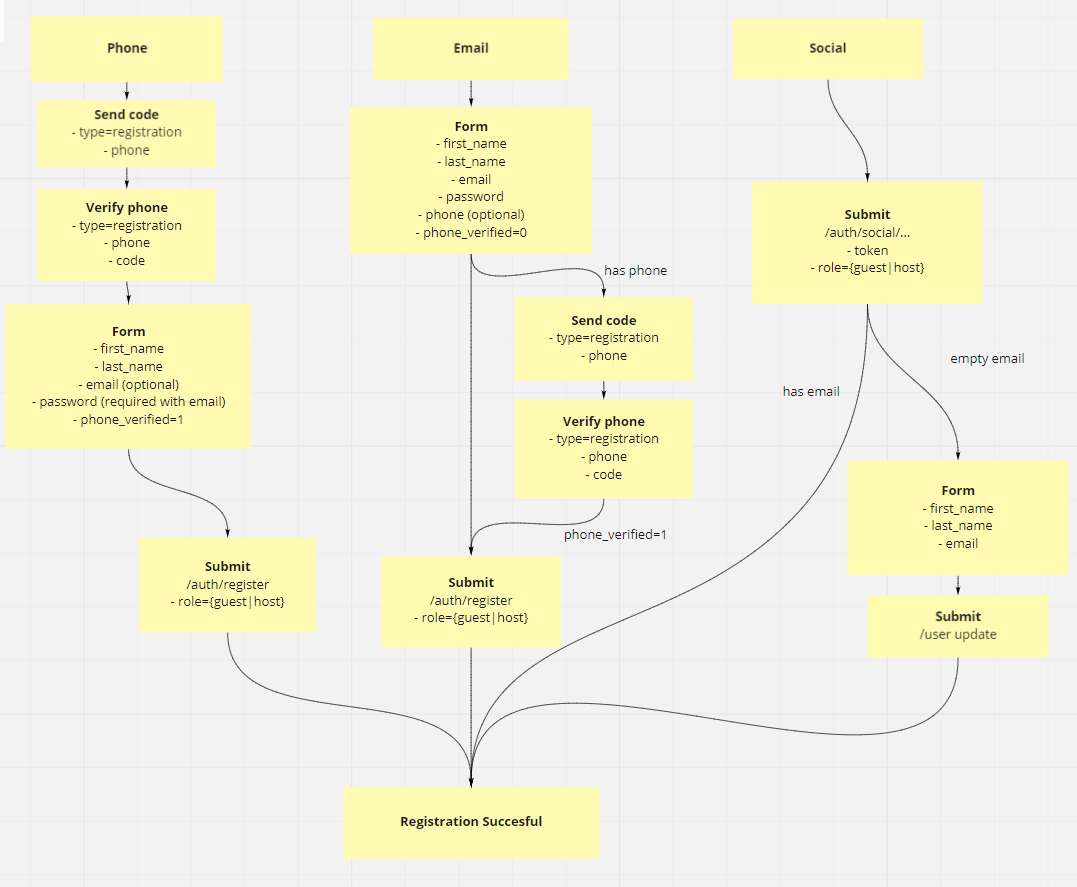 Phone
Send code
- type=registration
- phone
Verify phone
- type=registration
- phone
- code
Form
- first_name
- last_name
- email (optional)
- password (required with email)
- phone_verified=1
Submit
/auth/register
- role={guest|host}
Email
Form
- first_name
- last_name
- email
- password
- phone (optional)
- phone_verified=0
has phone
Send code
- type=registration
- phone
Verify phone
- type=registration
- phone
- code
phone_verified=1
Submit
/auth/register
- role={guest|host}
Social
Submit
/auth/social/...
- token
- role={guest|host}
has email
empty email
Form
- first_name
- last_name
- email
Submit
/user update
Registration Succesful